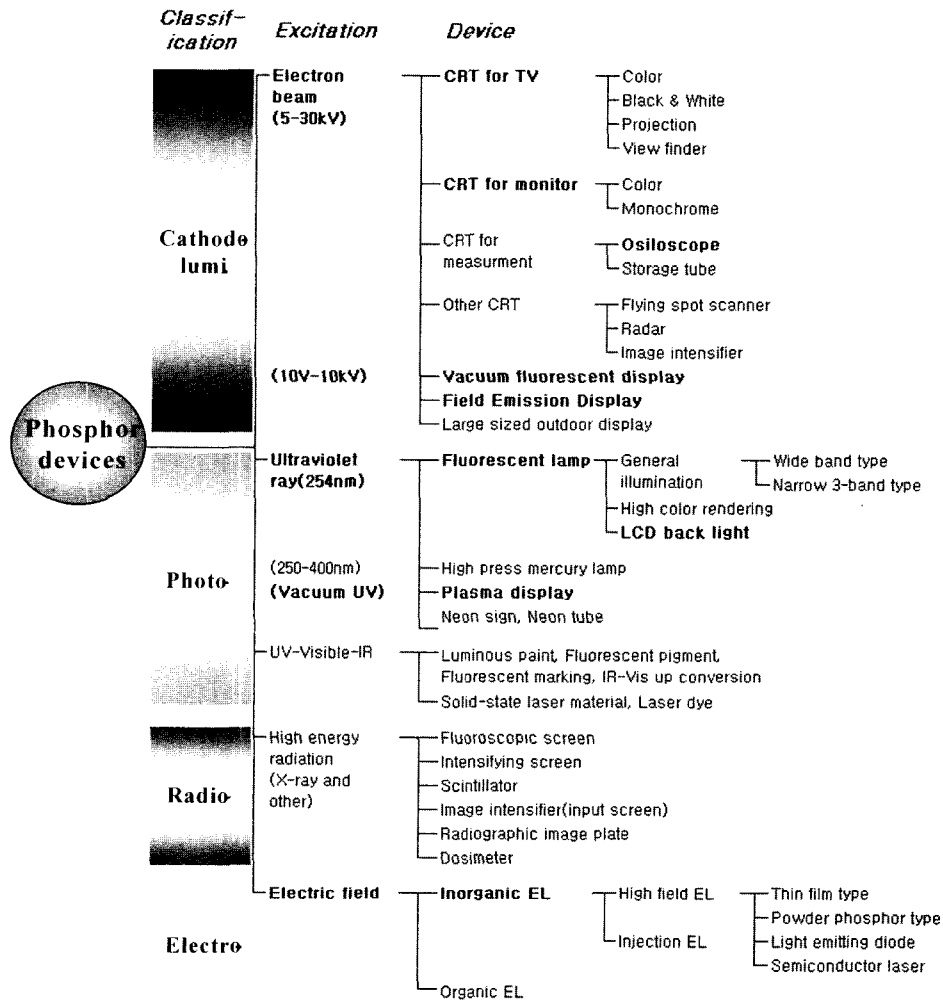 Classif-
ication
Excitation
Device
Electron
beam
(5-30kV)
CRT for TV
Color
Black & White
Projection
View finder
CRT for monitor
Color
Monochrome
Cathodo
lumi.
CRT for
measurment
Osiloscope
Storage tube
Other CRT
Flying spot scanner
Radar
Image intensifier
(10V-10kV)
Vacuum fluorescent display
Field Emission Display
Large sized outdoor display
Phosphor
devices
Ultraviolet
ray(254nm)
Fluorescent lamp
General
illumination
Wide band type
Narrow 3-band type
High color rendering
LCD back light
Photo-
(250-400nm)
(Vacuum UV)
High press mercury lamp
Plasma display
Neon sign, Neon tube
UV-Visible-IR
Luminous paint, Fluorescent pigment,
Fluorescent marking, IR-Vis up conversion
Solid-state laser material, Laser dye
Radio-
High energy
radiation
(X-ray and
other)
Fluoroscopic screen
Intensifying screen
Scintillator
Image intensifier(input screen)
Radiographic image plate
Dosimeter
Electro
Electric field
Inorganic EL
High field EL
Thin film type
Powder phosphor type
Injection EL
Light emitting diode
Semiconductor laser
Organic EL